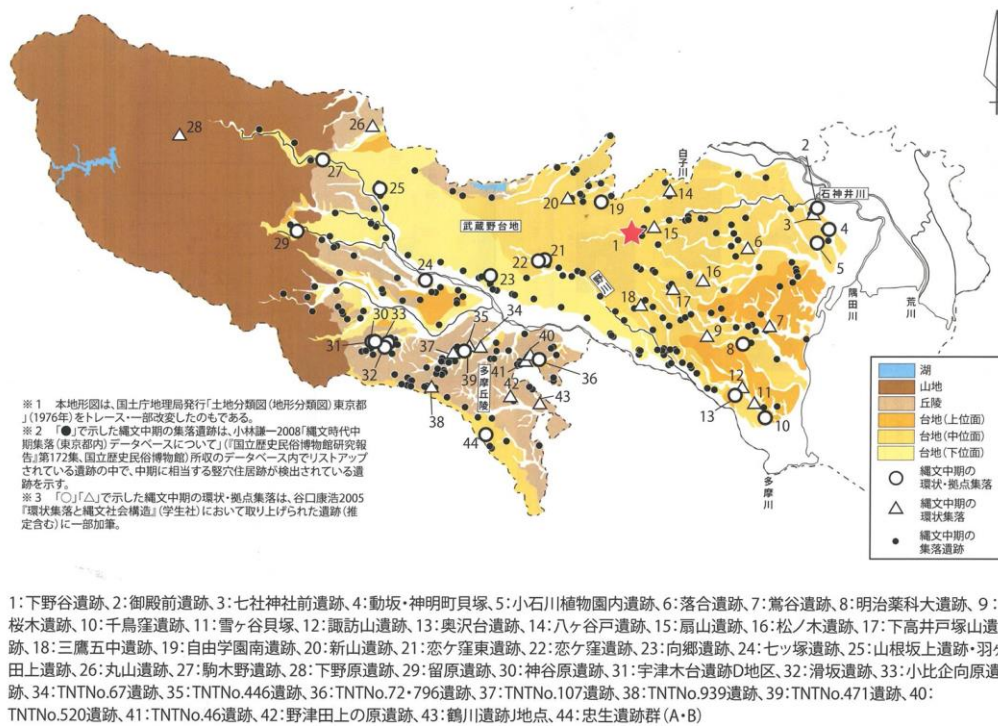 28
26
27
25
29
24
23
22
21
武蔵野台地
20
19
白子川
14
1
15
16
17
18
野川
2
石神井川
3
4
5
6
7
8
9
12
11
13
10
隅田川
荒川
多摩川
30
33
31
32
37
35
34
39
38
多摩丘陵
40
41
42
43
36
44
湖
山地
丘陵
台地(上位面)
台地(中位面)
台地(下位面)
縄文中期の
環状・拠点集落
縄文中期の
環状集落
縄文中期の
集落遺跡
※1 本地形図は、国土庁地理局発行「土地分類図(地形分類図)東京都
」(1976年)をトレース・一部改変したのもである。
※2 「●」で示した縄文中期の集落遺跡は、小林謙一2008「縄文時代中
期集落(東京都内)データベースについて」(『国立歴史民俗博物館研究報
告』第172集、国立歴史民俗博物館)所収のデータベース内でリストアップ
されている遺跡の中で、中期に相当する竪穴住居跡が検出されている遺
跡を示す。
※3 「○」「△」で示した縄文中期の環状・拠点集落は、谷口康浩2005
『環状集落と縄文社会構造』(学生社)において取り上げられた遺跡(推
定含む)に一部加筆。
1:下野谷遺跡、2:御殿前遺跡、3:七社神社前遺跡、4:動坂・神明町貝塚、5:小石川植物園内遺跡、6:落合遺跡、7:鶯谷遺跡、8:明治薬科大遺跡、9:
桜木遺跡、10:千鳥窪遺跡、11:雪ヶ谷貝塚、12:諏訪山遺跡、13:奥沢台遺跡、14:八ヶ谷戸遺跡、15:扇山遺跡、16:松ノ木遺跡、17:下高井戸塚山遺
跡、18:三鷹五中遺跡、19:自由学園南遺跡、20:新山遺跡、21:恋ケ窪東遺跡、22:恋ケ窪遺跡、23:向郷遺跡、24:七ッ塚遺跡、25:山根坂上遺跡・羽ケ
田上遺跡、26:丸山遺跡、27:駒木野遺跡、28:下野原遺跡、29:留原遺跡、30:神谷原遺跡、31:宇津木台遺跡D地区、32:滑坂遺跡、33:小比企向原遺
跡、34:TNTNo.67遺跡、35:TNTNo.446遺跡、36:TNTNo.72・796遺跡、37:TNTNo.107遺跡、38:TNTNo.939遺跡、39:TNTNo.471遺跡、40:
TNTNo.520遺跡、41:TNTNo.46遺跡、42:野津田上の原遺跡、43:鶴川遺跡J地点、44:忠生遺跡群(A・B)